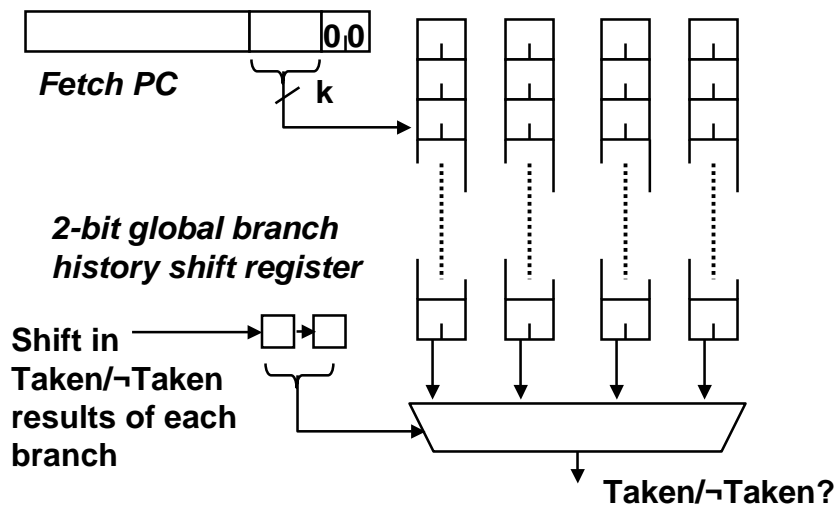 0 0
Fetch PC
k
2-bit global branch
history shift register
Shift in
Taken/¬Taken
results of each
branch
Taken/¬Taken?